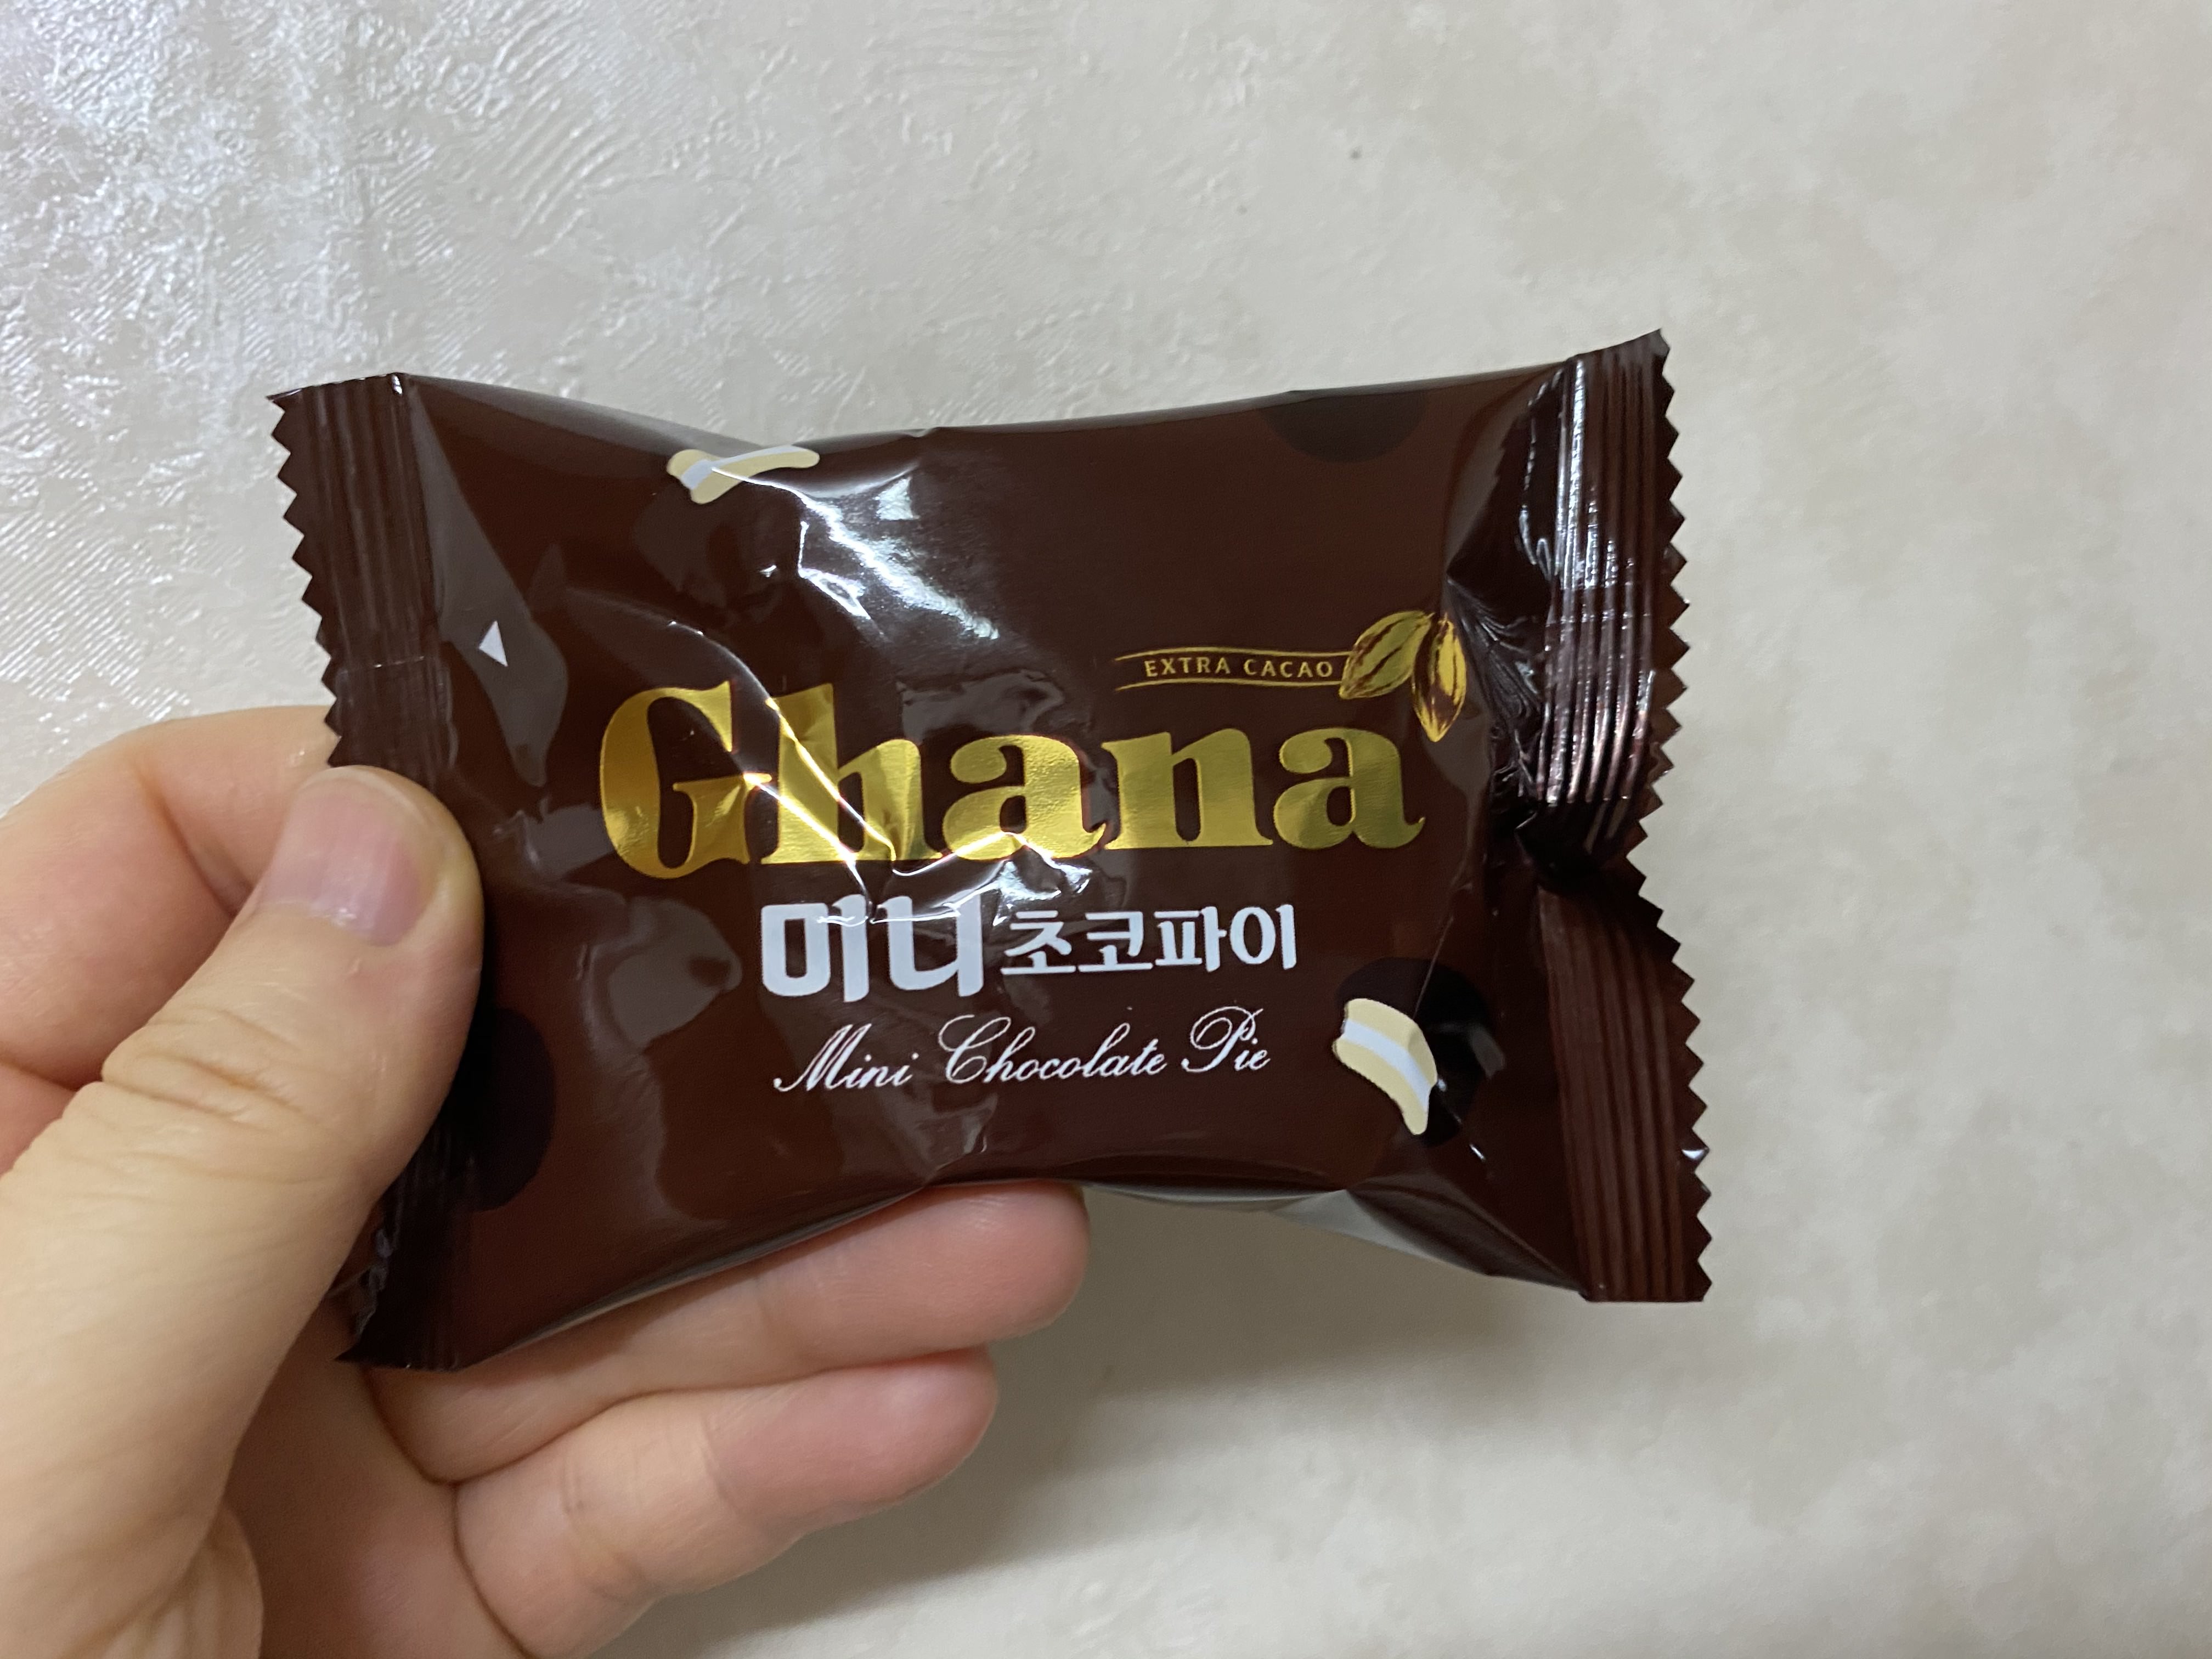 EXTRA CACAO
Ghana
미니 초코파이
Mini Chocolate Pie